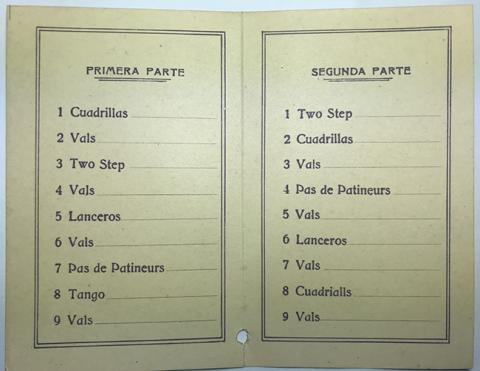 PRIMERA PARTE
1 Cuadrillas
2 Vals
3 Two Step
4 Vals
5 Lanceros
6 Vals
7 Pas de Patineurs
8 Tango
9 Vals
SEGUNDA PARTE
1 Two Step
2 Cuadrillas
3 Vals
4 Pas de Patineurs
5 Vals
6 Lanceros
7 Vals
8 Cuadrialls
9 Vals